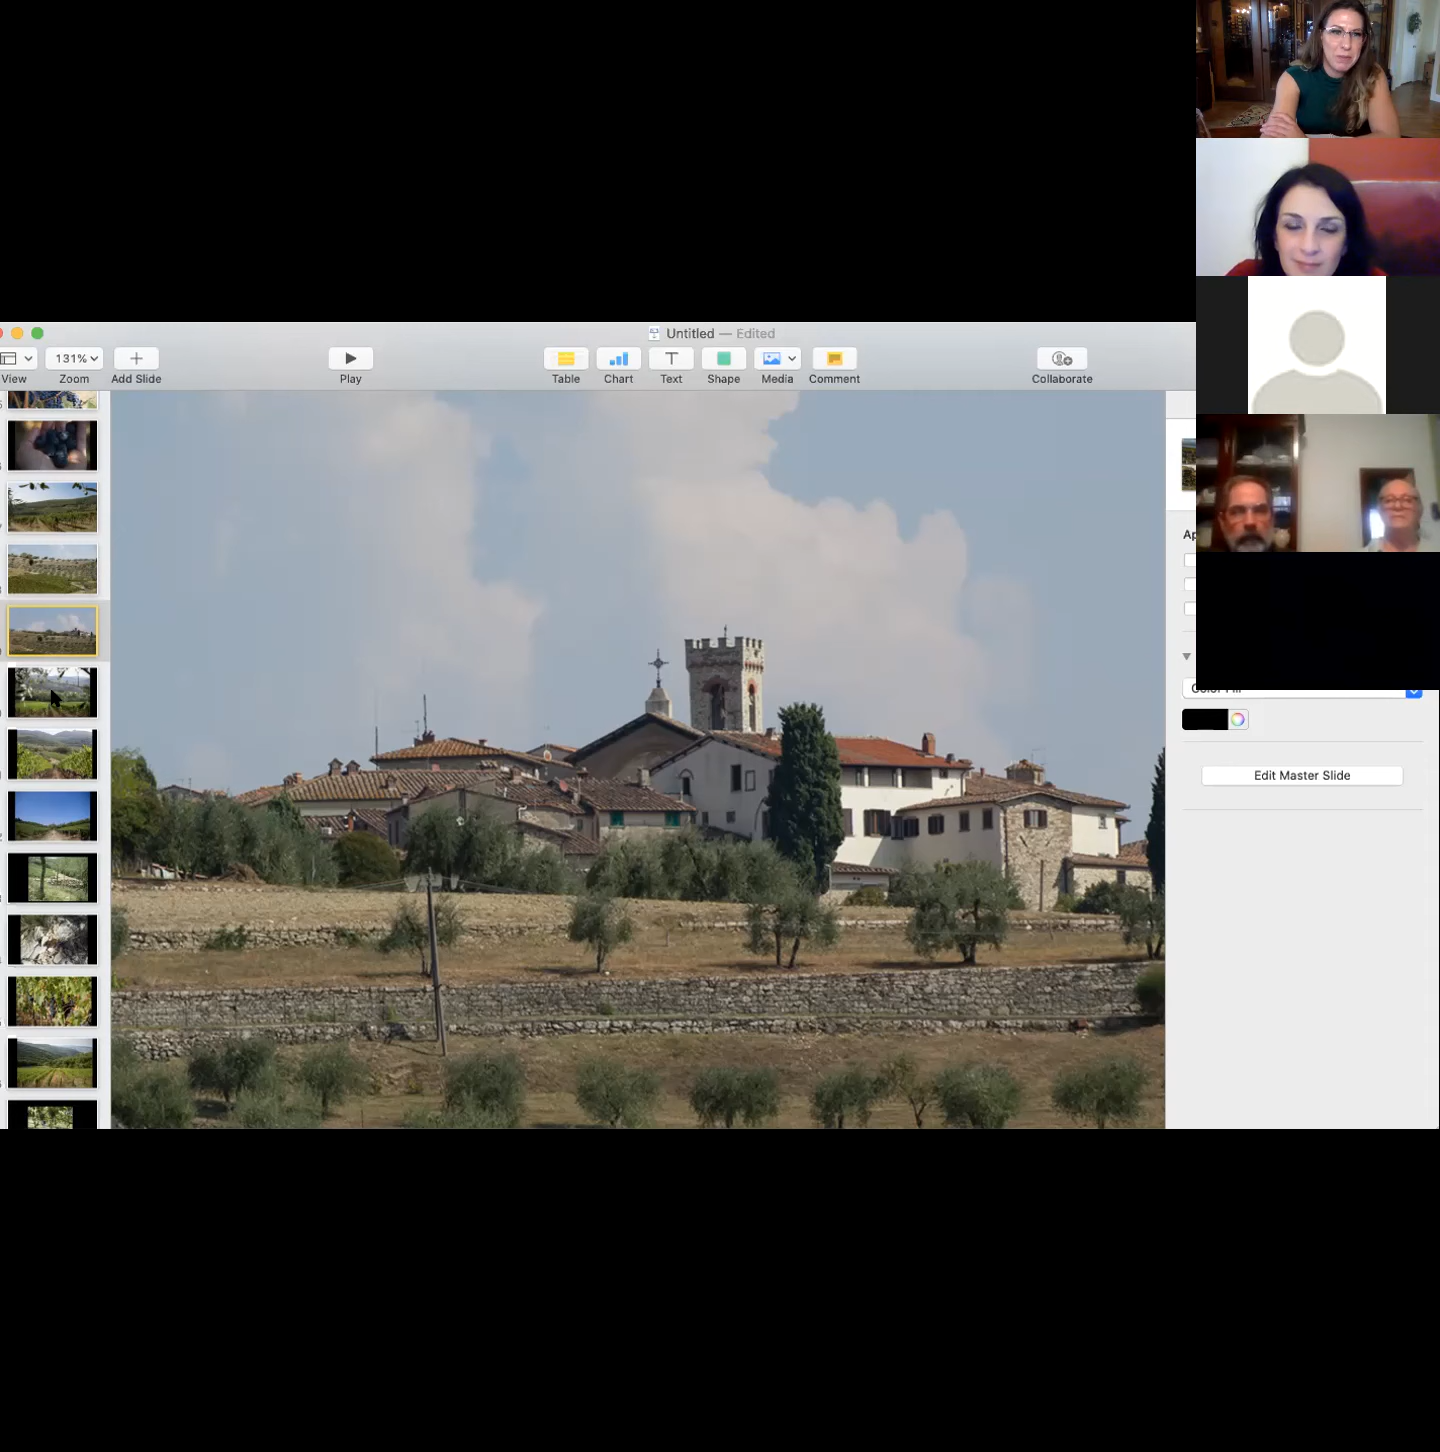 Untitled — Edited
131%
View
Zoom
Add Slide
Play
Table
Chart
Text
Shape
Media
Comment
Collaborate
Edit Master Slide